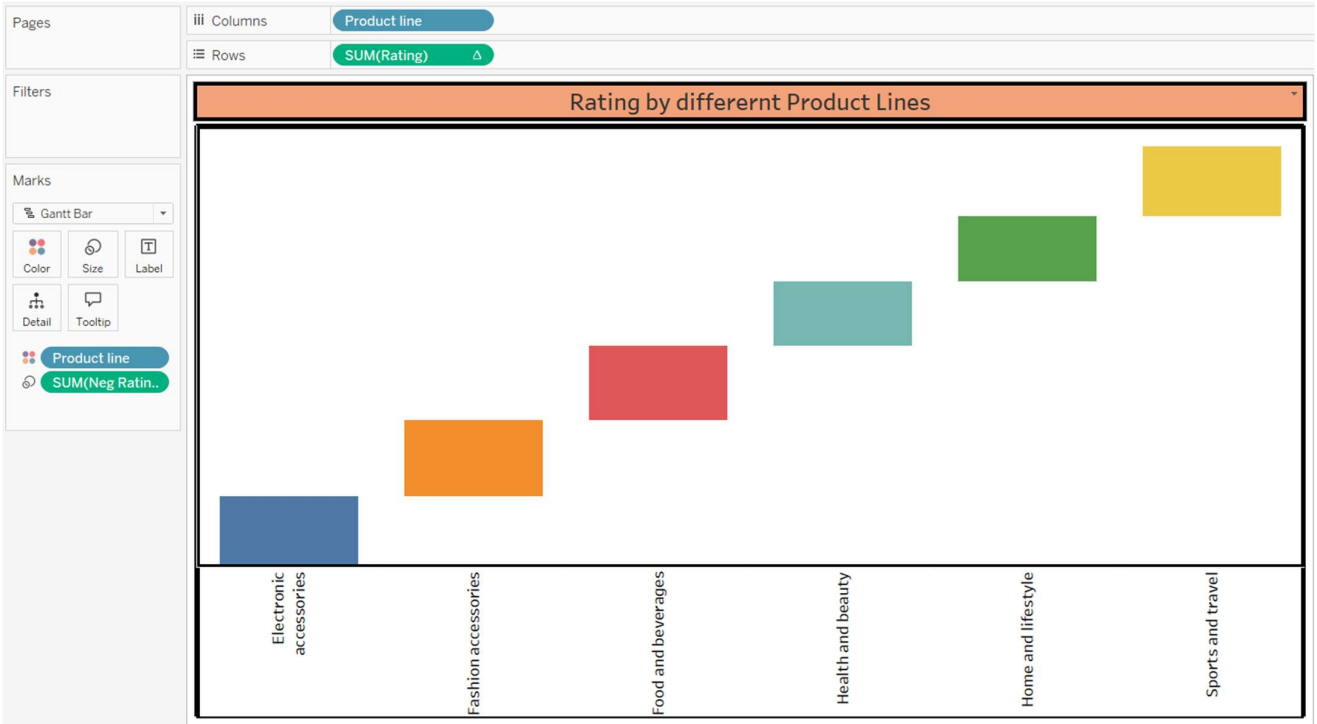 Pages
iii Columns
Product line
Rows
SUM(Rating) Δ
Filters
Rating by differernt Product Lines
Marks
Gantt Bar
Color
Size
Label
Detail
Tooltip
Product line
SUM(Neg Ratin..
Electronic
accessories
Fashion accessories
Food and beverages
Health and beauty
Home and lifestyle
Sports and travel